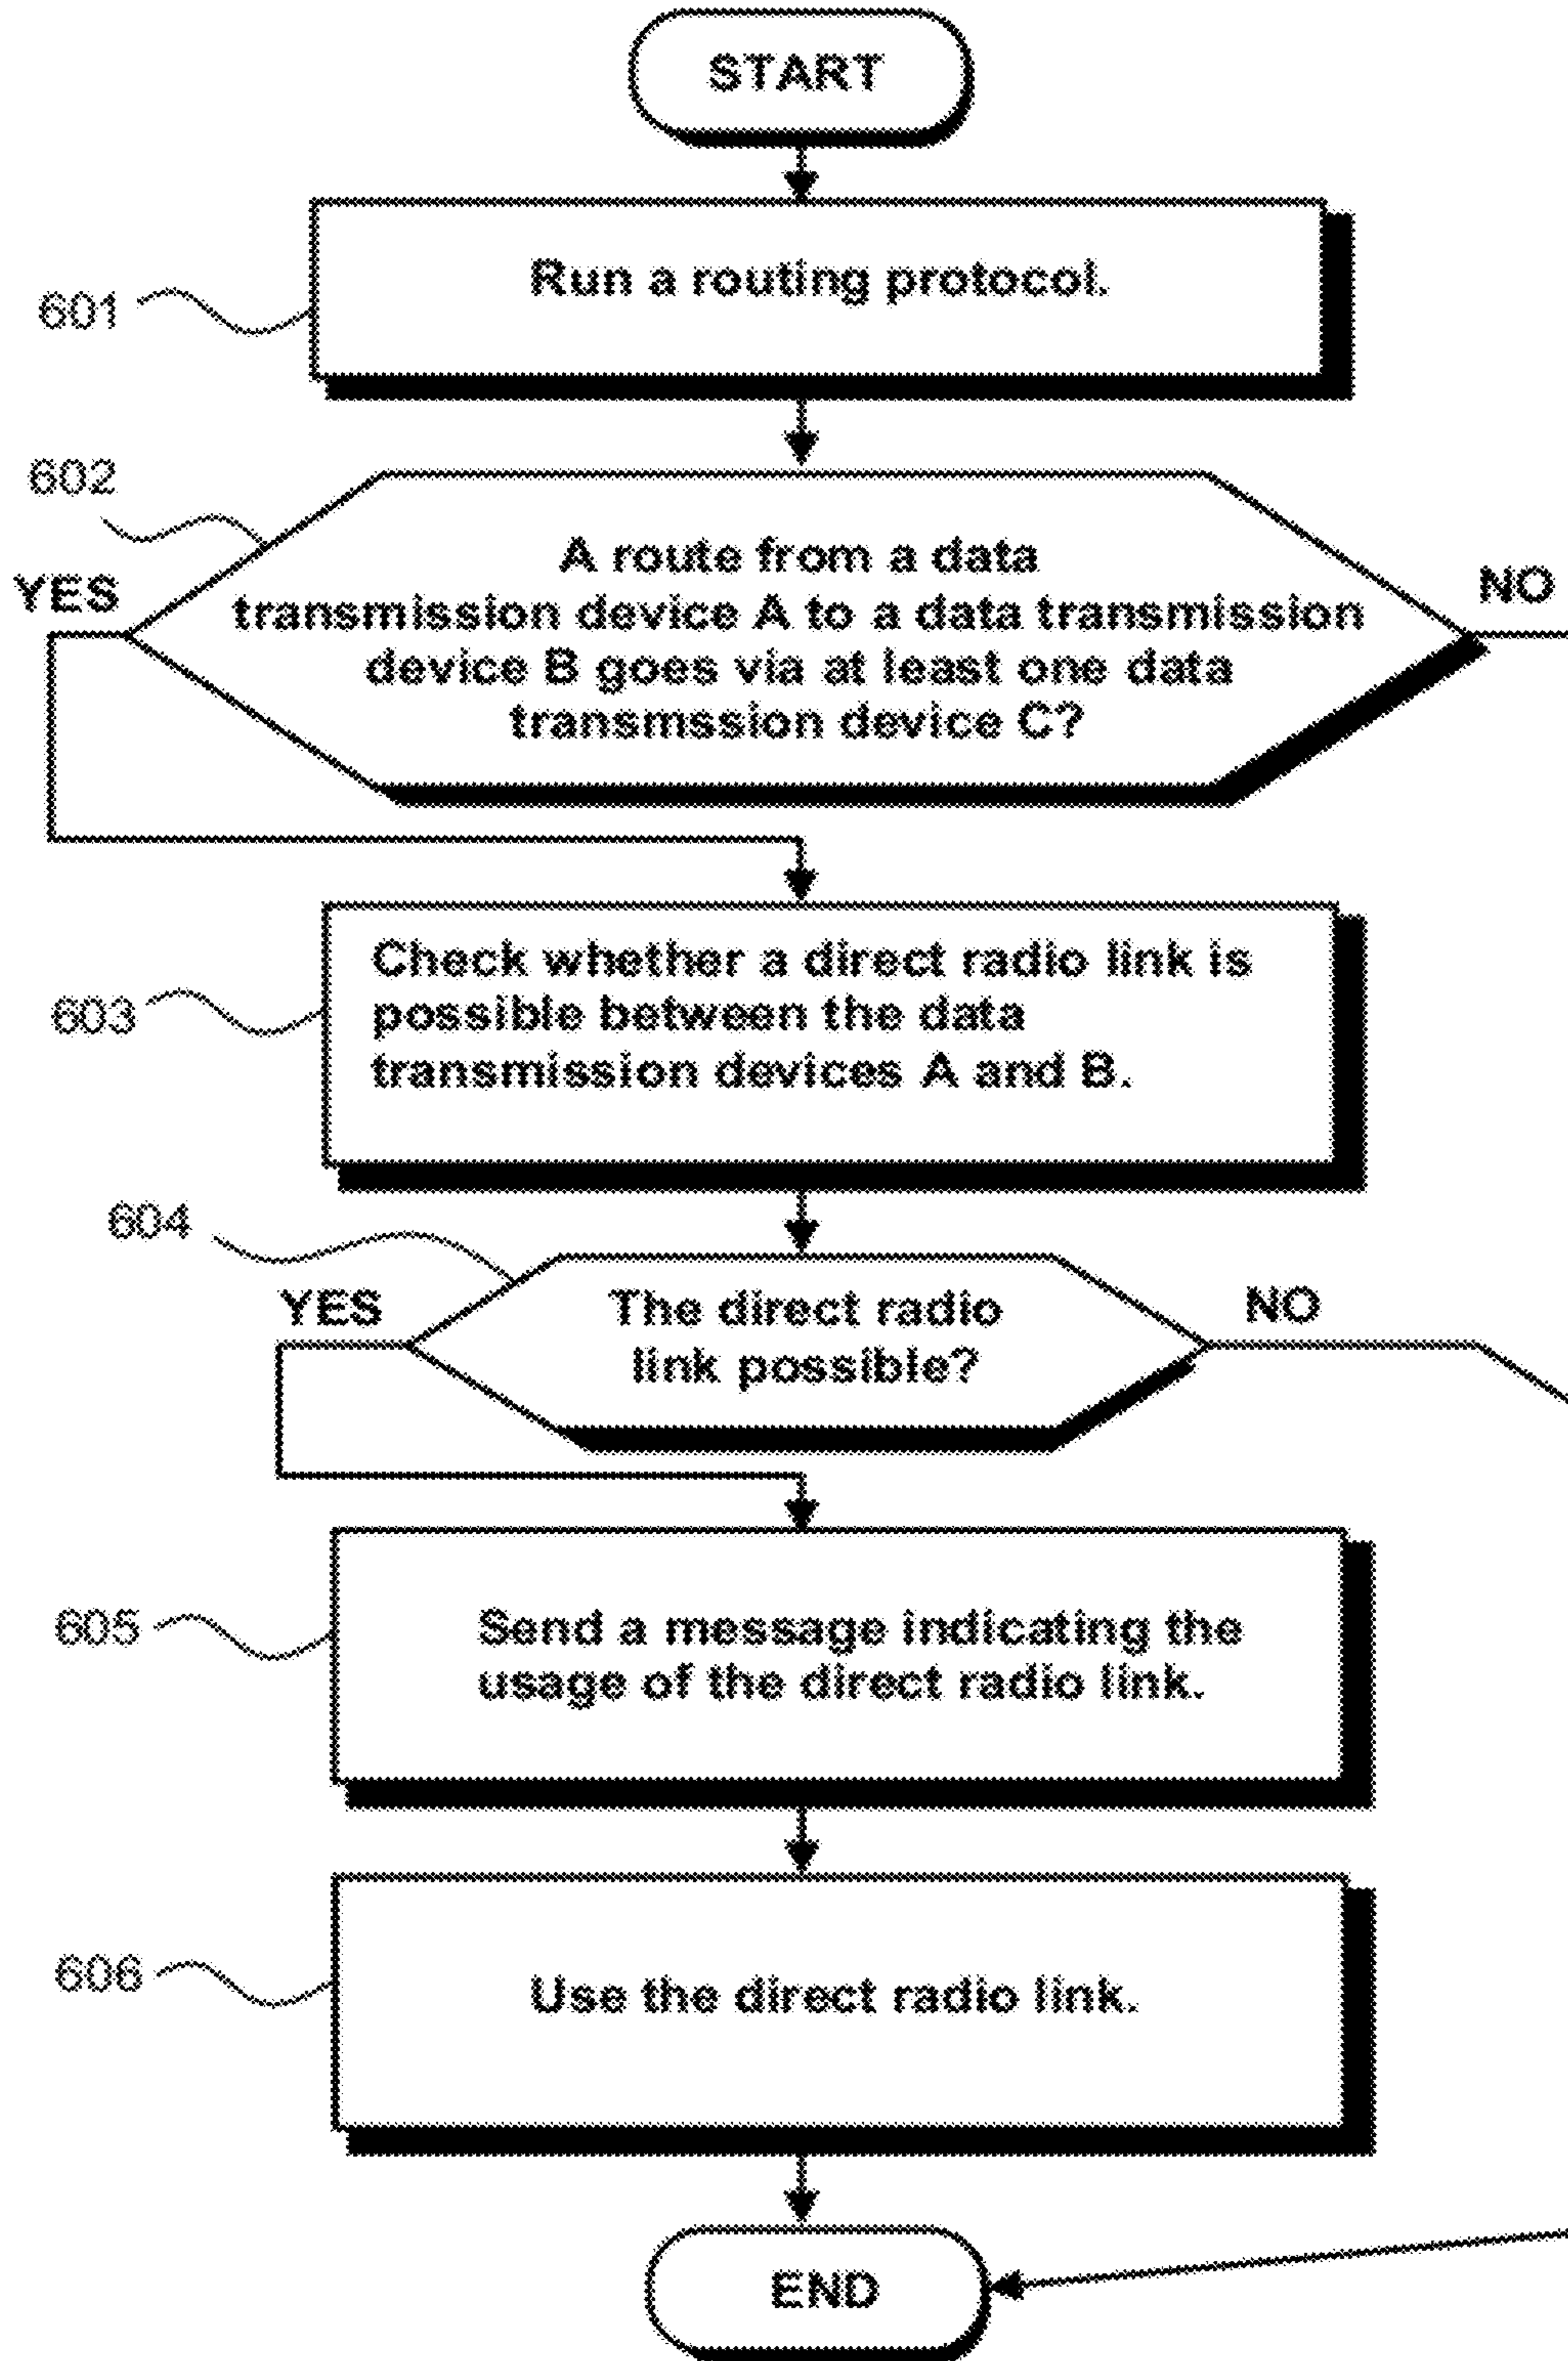 START
Run a routing protocol.
601
602
A route from a data
transmission device A to a data transmission
device B goes via at least one data
transmssion device C?
YES
NO
Check whether a direct radio link is
possible between the data
transmission devices A and B.
603
604
YES
The direct radio
link possible?
NO
Send a message indicating the
usage of the direct radio link.
605
Use the direct radio link.
606
END